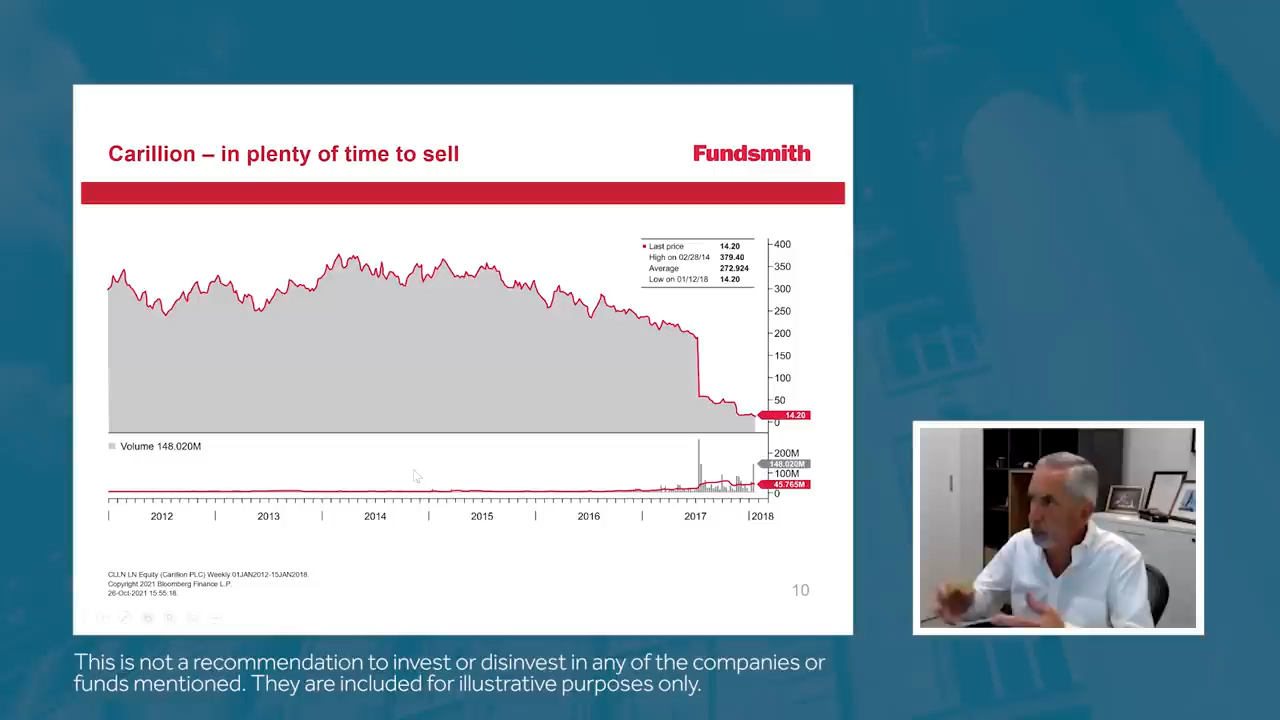 Carillion – in plenty of time to sell
Fundsmith
Last price 14.20
High on 02/28/14 379.40
Average 272.924
Low on 01/12/18 14.20
400
350
300
250
200
150
100
50
14.20
0
Volume 148.020M
200M
148.020M
100M
45.765M
0
2012 2013 2014 2015 2016 2017 2018
CLLN LN Equity (Carillion PLC) Weekly 01JAN2012-15JAN2018.
Copyright 2021 Bloomberg Finance L.P.
26-Oct-2021 15:55:18.
10
This is not a recommendation to invest or disinvest in any of the companies or
funds mentioned. They are included for illustrative purposes only.